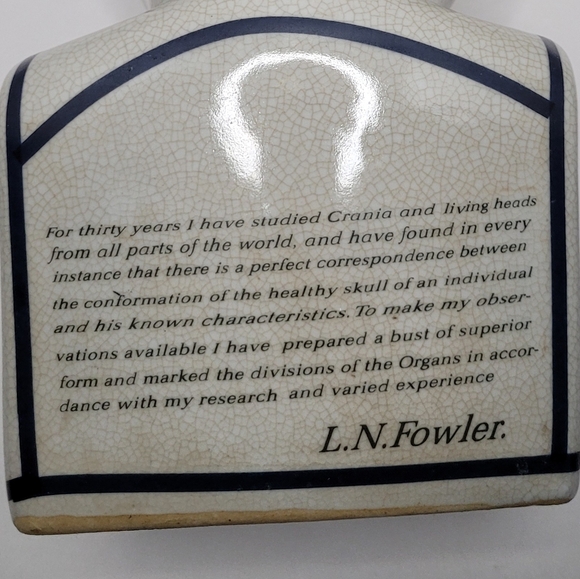 For thirty years I have studied Crania and living heads
from all parts of the world, and have found in every
instance that there is a perfect correspondence between
the conformation of the healthy skull of an individual
and his known characteristics. To make my obser-
vations available I have prepared a bust of superior
form and marked the divisions of the Organs in accor-
dance with my research and varied experience
L.N.Fowler.